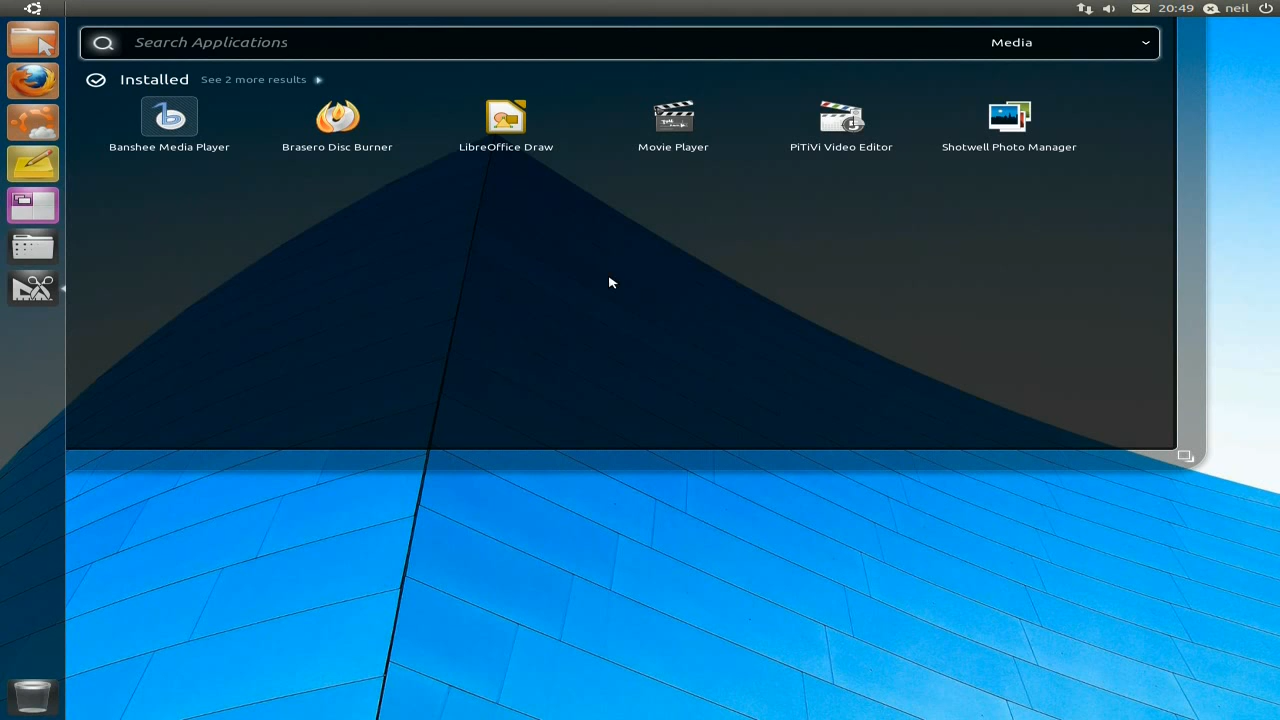 20:49 neil
Search Applications Media
Installed See 2 more results
Banshee Media Player Brasero Disc Burner LibreOffice Draw Movie Player PiTiVi Video Editor Shotwell Photo Manager